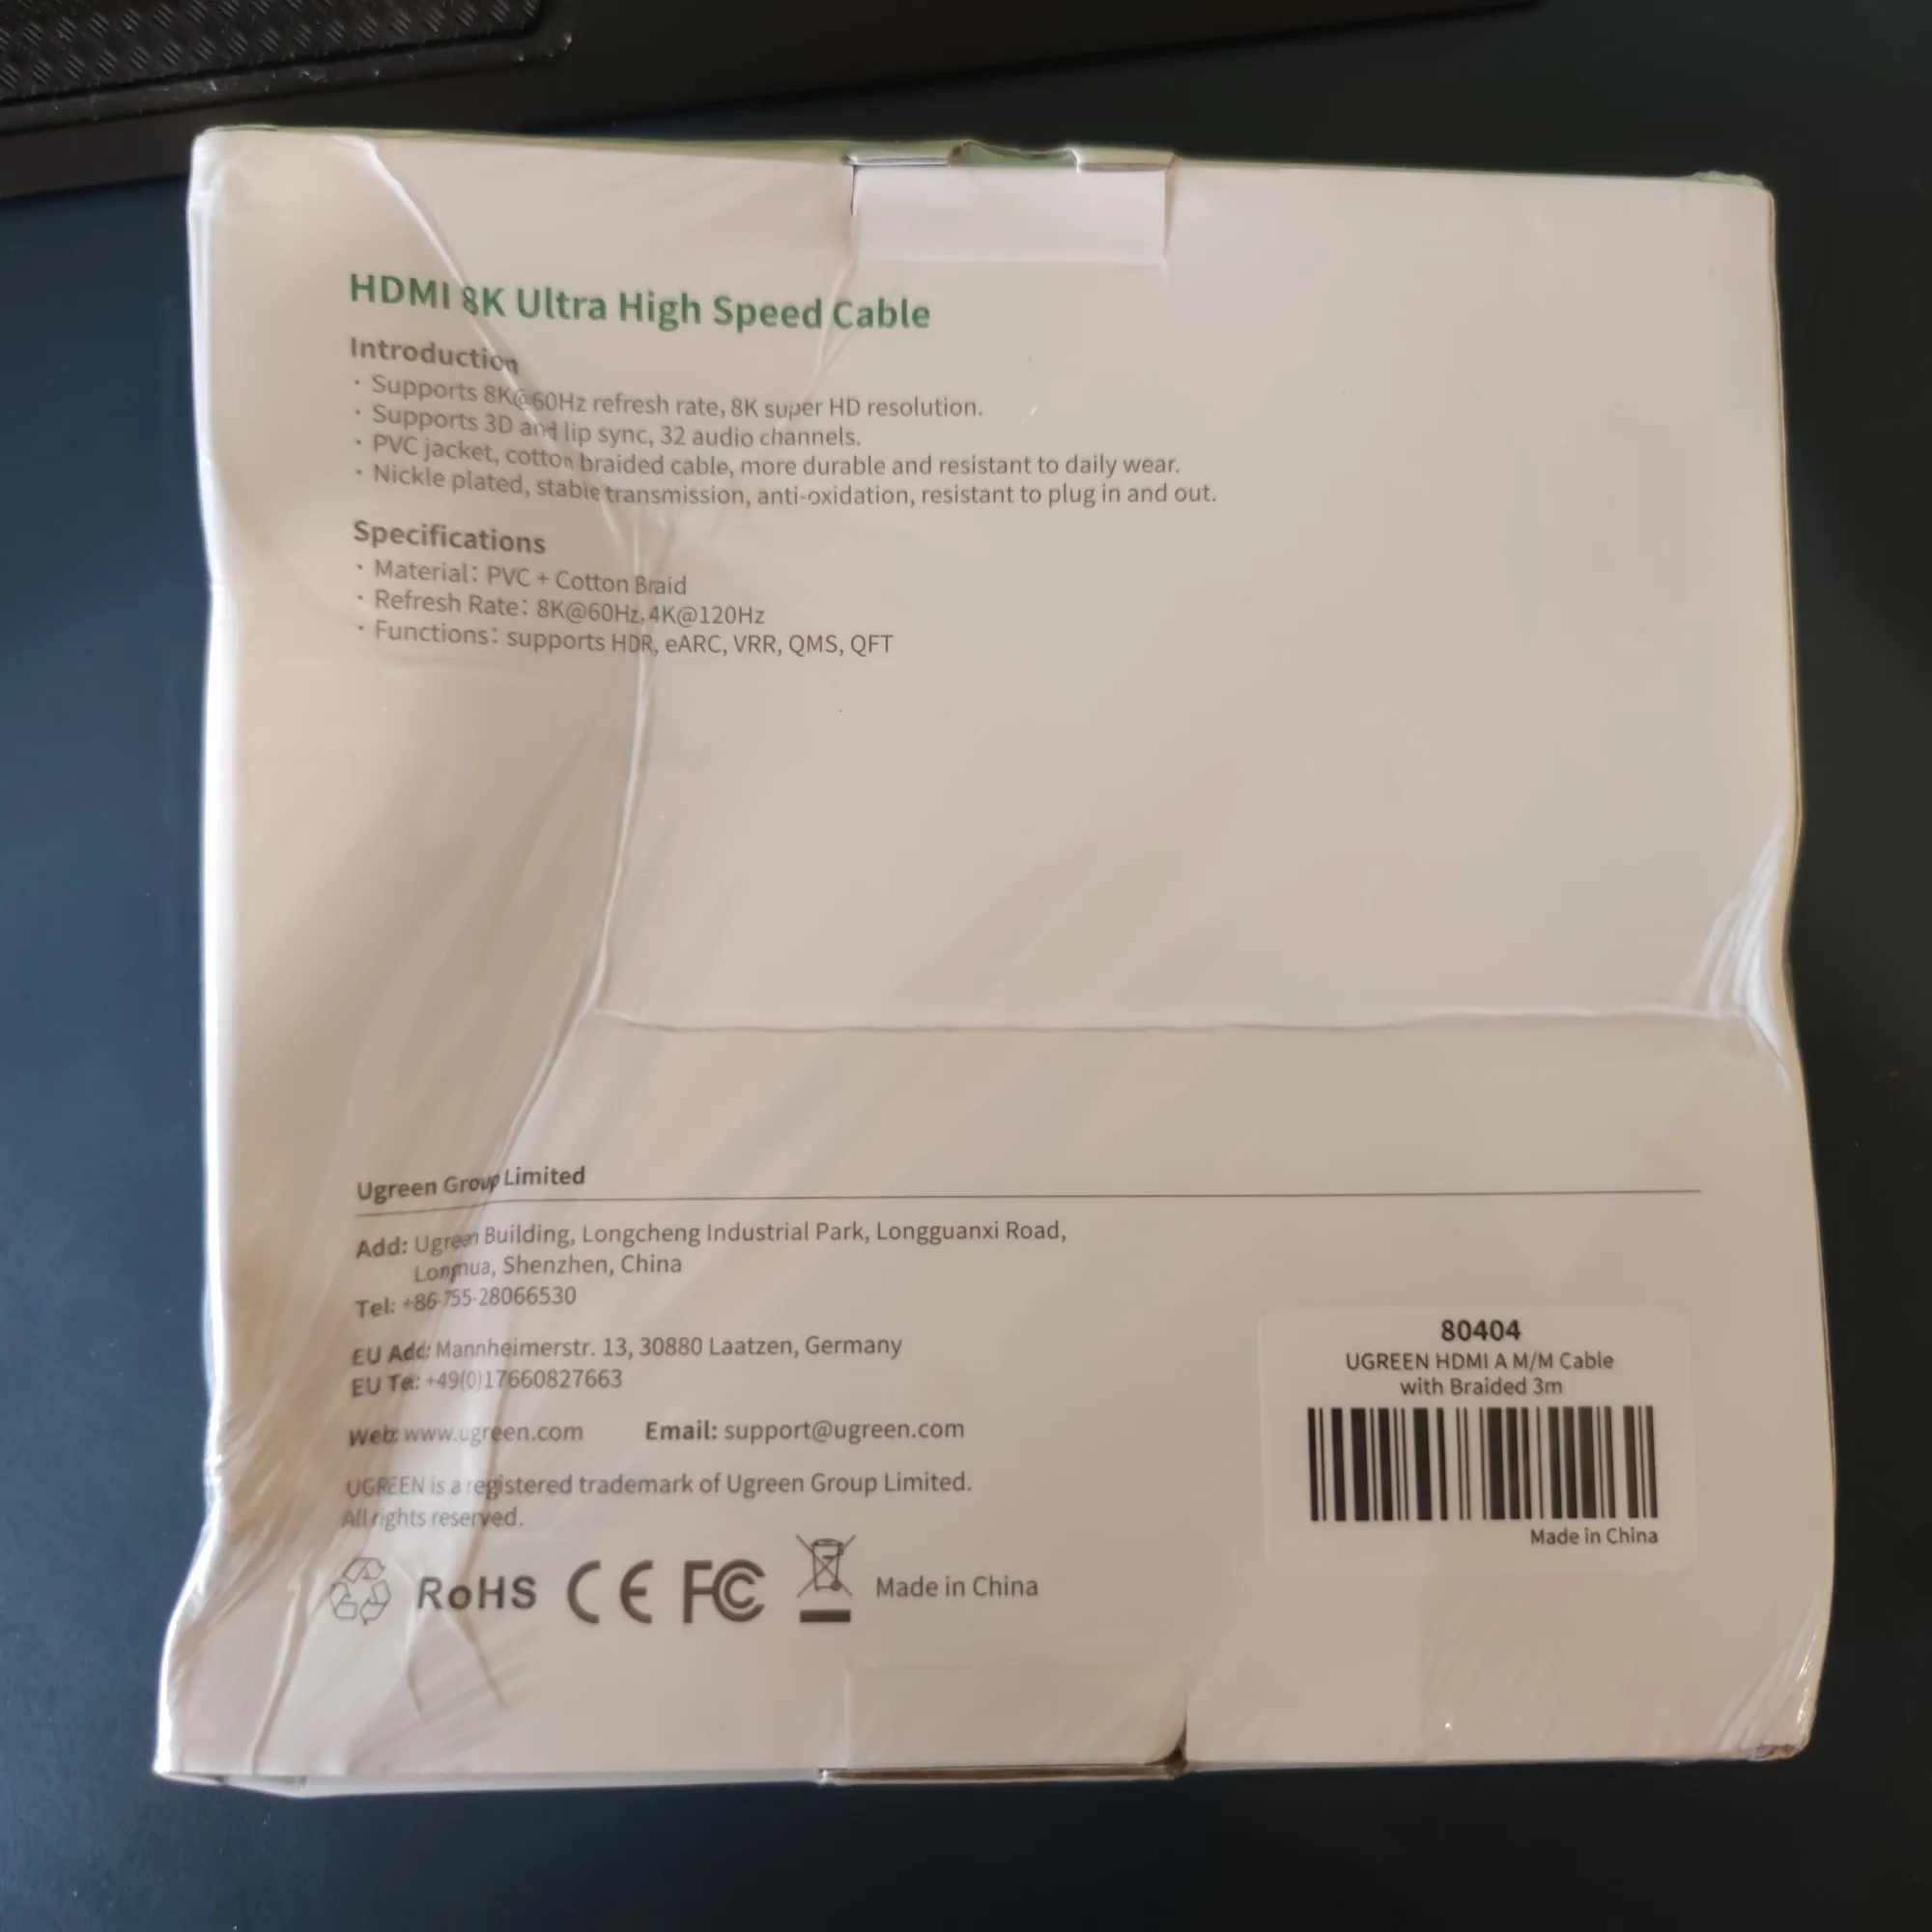 HDMI 8K Ultra High Speed Cable
Introduction
· Supports 8K@60Hz refresh rate, 8K super HD resolution.
· Supports 3D and lip sync, 32 audio channels.
· PVC jacket, cotton braided cable, more durable and resistant to daily wear.
· Nickle plated, stable transmission, anti-oxidation, resistant to plug in and out.
Specifications
· Material: PVC + Cotton Braid
· Refresh Rate: 8K@60Hz, 4K@120Hz
· Functions: supports HDR, eARC, VRR, QMS, QFT
Ugreen Group Limited
Add: Ugreen Building, Longcheng Industrial Park, Longguanxi Road,
Longhua, Shenzhen, China
Tel: +86-755-28066530
EU Add: Mannheimerstr. 13, 30880 Laatzen, Germany
EU Tel: +49(0)17660827663
Web: www.ugreen.com Email: support@ugreen.com
UGREEN is a registered trademark of Ugreen Group Limited.
All rights reserved.
RoHS CE FC Made in China
80404
UGREEN HDMI A M/M Cable
with Braided 3m
Made in China